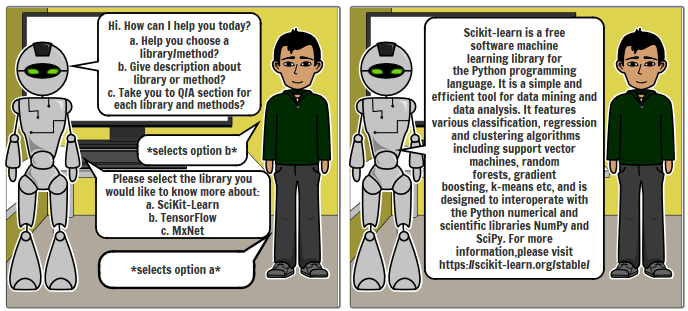 Hi. How can I help you today?
a. Help you choose a
library/method?
b. Give description about
library or method?
c. Take you to Q/A section for
each library and methods?
*selects option b*
Please select the library you
would like to know more about:
a. SciKit-Learn
b. TensorFlow
c. MxNet
*selects option a*
Scikit-learn is a free
software machine
learning library for
the Python programming
language. It is a simple and
efficient tool for data mining and
data analysis. It features
various classification, regression
and clustering algorithms
including support vector
machines, random
forests, gradient
boosting, k-means etc, and is
designed to interoperate with
the Python numerical and
scientific libraries NumPy and
SciPy. For more
information,please visit
https://scikit-learn.org/stable/